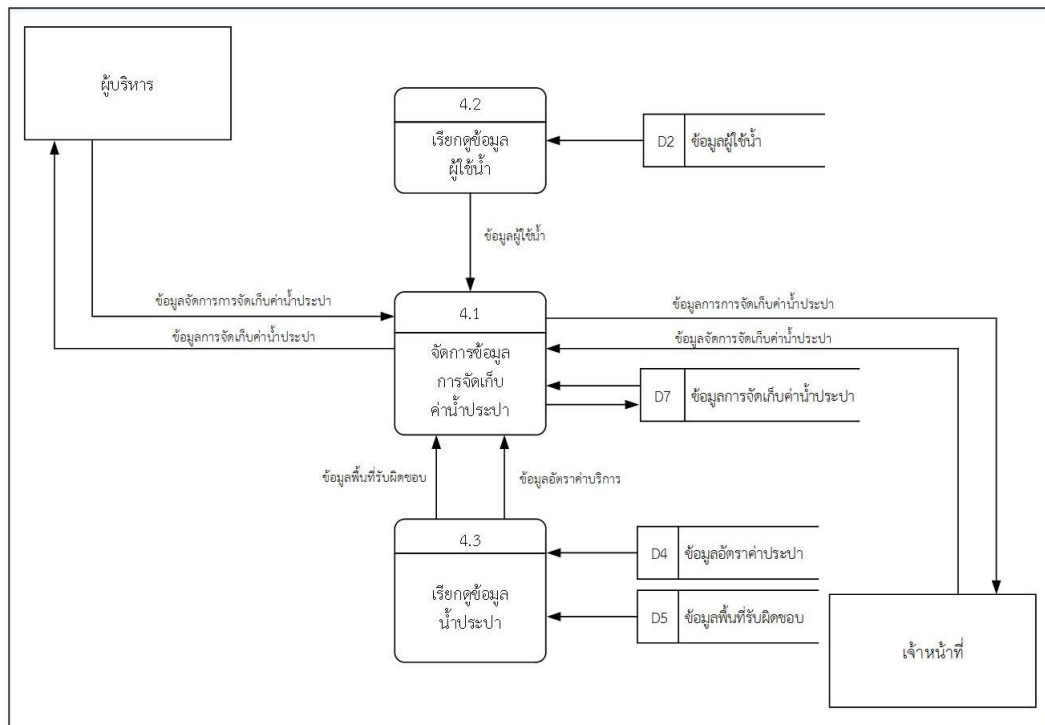 ผู้บริหาร
4.2
เรียกดูข้อมูล
ผู้ใช้น้ำ
D2 ข้อมูลผู้ใช้น้ำ
ข้อมูลผู้ใช้น้ำ
ข้อมูลจัดการการจัดเก็บค่าน้ำประปา
ข้อมูลการจัดเก็บค่าน้ำประปา
4.1
จัดการข้อมูล
การจัดเก็บ
ค่าน้ำประปา
ข้อมูลการการจัดเก็บค่าน้ำประปา
ข้อมูลจัดการจัดเก็บค่าน้ำประปา
D7 ข้อมูลการจัดเก็บค่าน้ำประปา
ข้อมูลพื้นที่รับผิดชอบ
ข้อมูลอัตราค่าบริการ
4.3
เรียกดูข้อมูล
น้ำประปา
D4 ข้อมูลอัตราค่าประปา
D5 ข้อมูลพื้นที่รับผิดชอบ
เจ้าหน้าที่